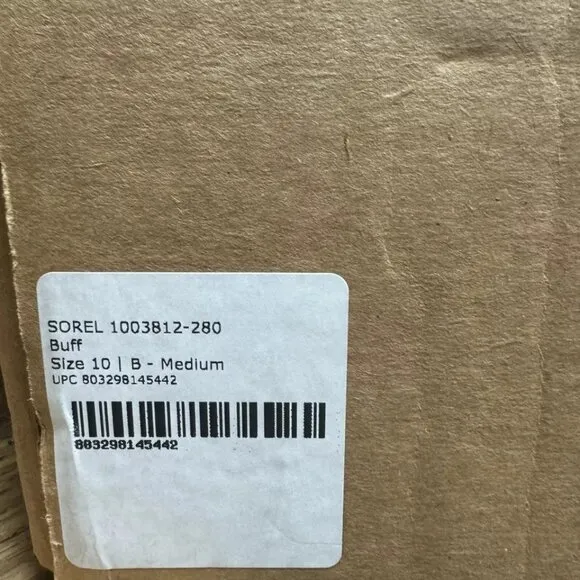 SOREL 1003812-280
Buff
Size 10 | B - Medium
UPC 803298145442
803298145442